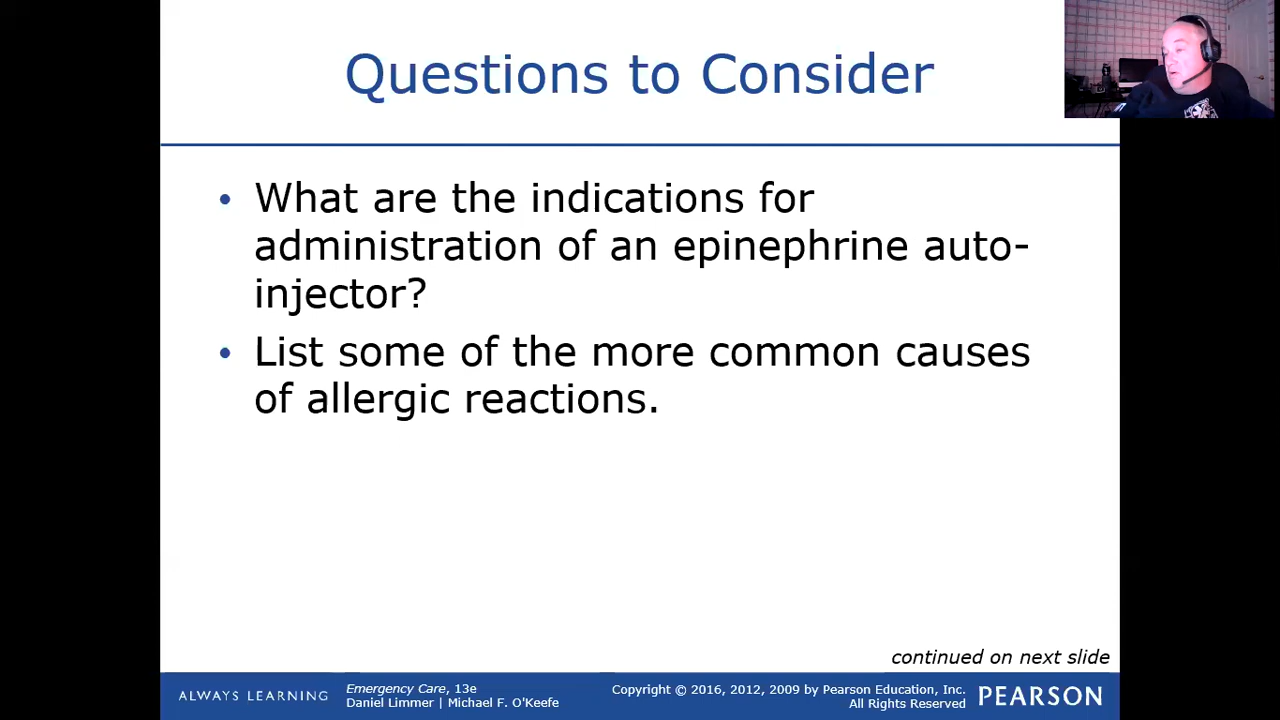 Questions to Consider
• What are the indications for
administration of an epinephrine auto-
injector?
• List some of the more common causes
of allergic reactions.
continued on next slide
ALWAYS LEARNING
Emergency Care, 13e
Daniel Limmer | Michael F. O'Keefe
Copyright © 2016, 2012, 2009 by Pearson Education, Inc.
All Rights Reserved
PEARSON